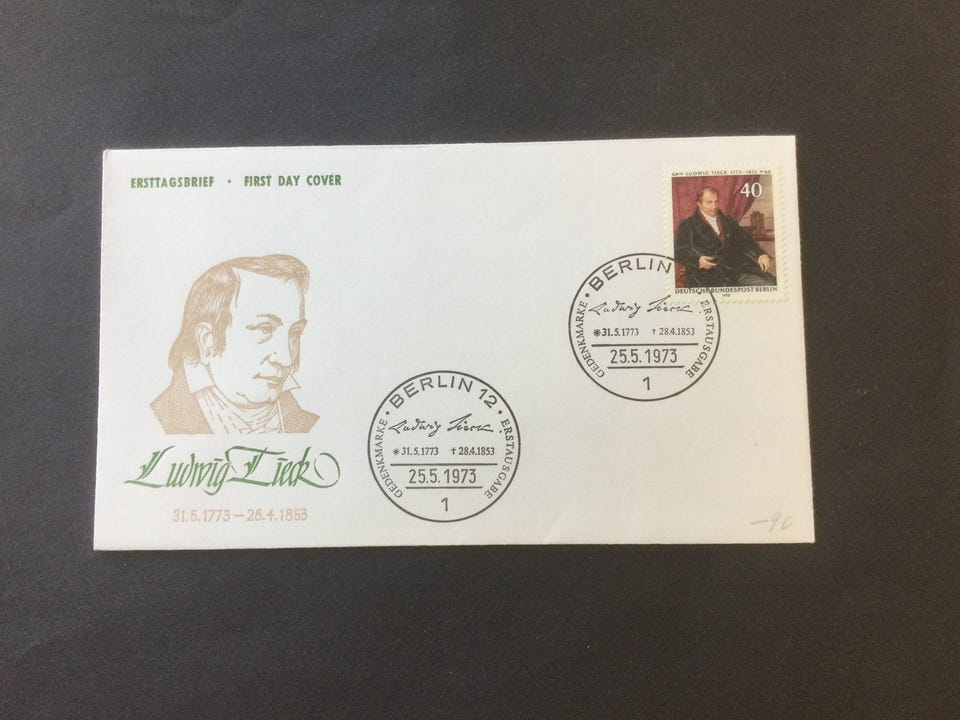 ERSTTAGSBRIEF · FIRST DAY COVER
LUDWIG TIECK 1773-1853
40
DEUTSCHE BUNDESPOST BERLIN
1973
· BERLIN
Ludwig Tieck
*31.5.1773 †28.4.1853
25.5.1973
1
GEDENKMARKE
ERSTAUSGABE
· BERLIN 12 ·
Ludwig Tieck
*31.5.1773 †28.4.1853
25.5.1973
1
GEDENKMARKE
ERSTAUSGABE
Ludwig Tieck
31.5.1773 – 28.4.1853
-90